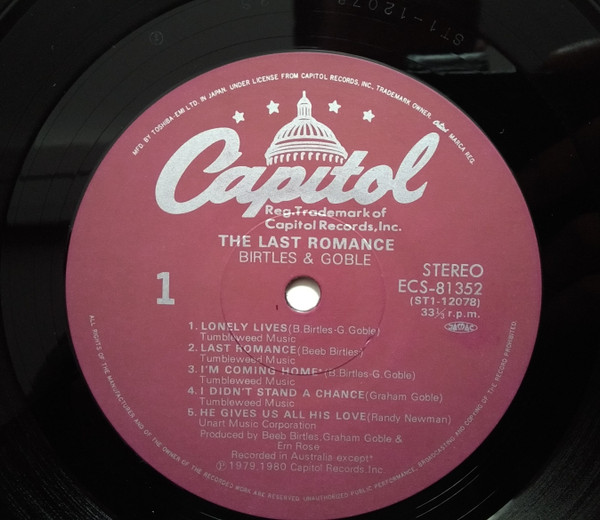 ST1-12078
MFD. BY TOSHIBA-EMI LTD. IN JAPAN. UNDER LICENSE FROM CAPITOL RECORDS, INC., TRADEMARK OWNER. MARCA REG.
Capitol
Reg. Trademark of
Capitol Records, Inc.
THE LAST ROMANCE
BIRTLES & GOBLE
1
STEREO
ECS-81352
(ST1-12078)
33⅓ r.p.m.
1. LONELY LIVES (B. Birtles-G. Goble)
Tumbleweed Music
2. LAST ROMANCE (Beeb Birtles)
Tumbleweed Music
3. I'M COMING HOME* (B. Birtles-G. Goble)
Tumbleweed Music
4. I DIDN'T STAND A CHANCE (Graham Goble)
Tumbleweed Music
5. HE GIVES US ALL HIS LOVE (Randy Newman)
Unart Music Corporation
Produced by Beeb Birtles, Graham Goble &
Ern Rose
Recorded in Australia except*
Ⓟ 1979, 1980 Capitol Records, Inc.
ALL RIGHTS OF THE MANUFACTURER AND OF THE OWNER OF THE RECORDED WORK ARE RESERVED. UNAUTHORISED PUBLIC PERFORMANCE, BROADCASTING AND COPYING OF THE RECORD PROHIBITED